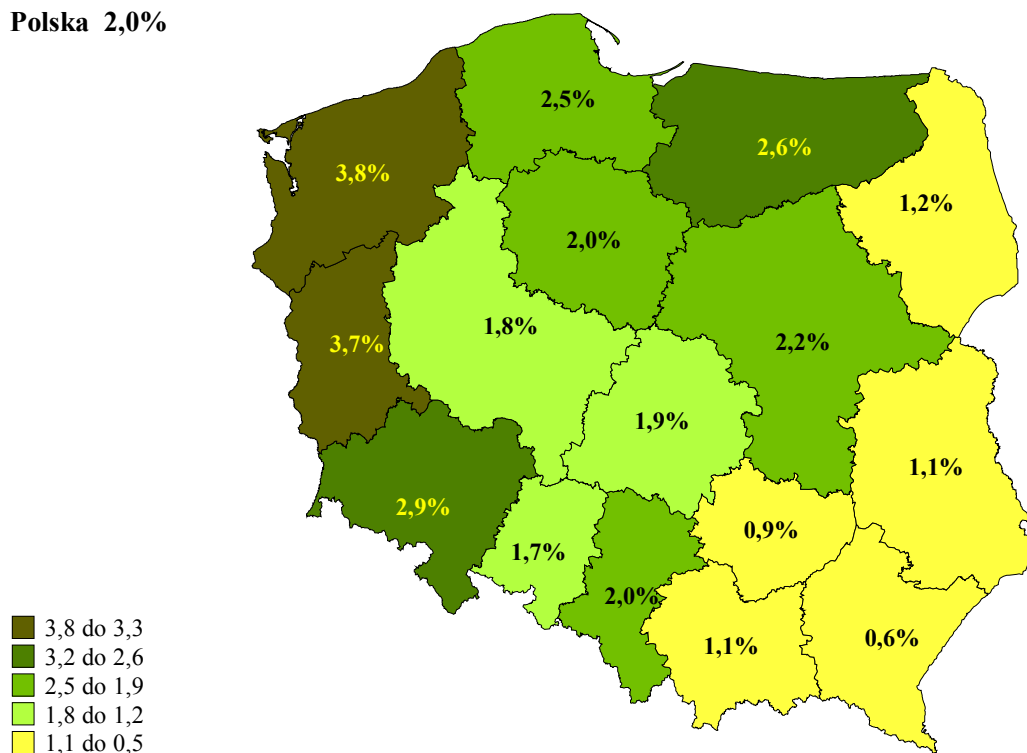 Polska 2,0%
2,5%
2,6%
3,8%
1,2%
2,0%
1,8%
3,7%
2,2%
1,9%
1,1%
2,9%
0,9%
1,7%
2,0%
1,1%
0,6%
3,8 do 3,3
3,2 do 2,6
2,5 do 1,9
1,8 do 1,2
1,1 do 0,5